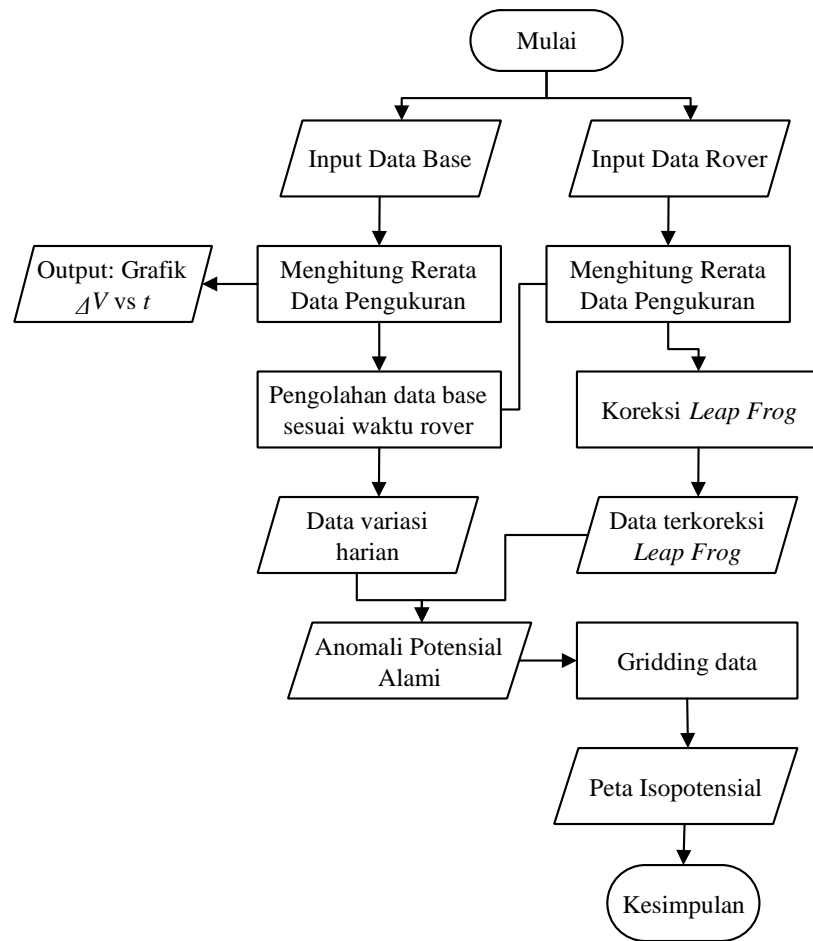 Mulai
Input Data Base
Input Data Rover
Output: Grafik
ΔV vs t
Menghitung Rerata
Data Pengukuran
Menghitung Rerata
Data Pengukuran
Pengolahan data base
sesuai waktu rover
Koreksi Leap Frog
Data variasi
harian
Data terkoreksi
Leap Frog
Anomali Potensial
Alami
Gridding data
Peta Isopotensial
Kesimpulan